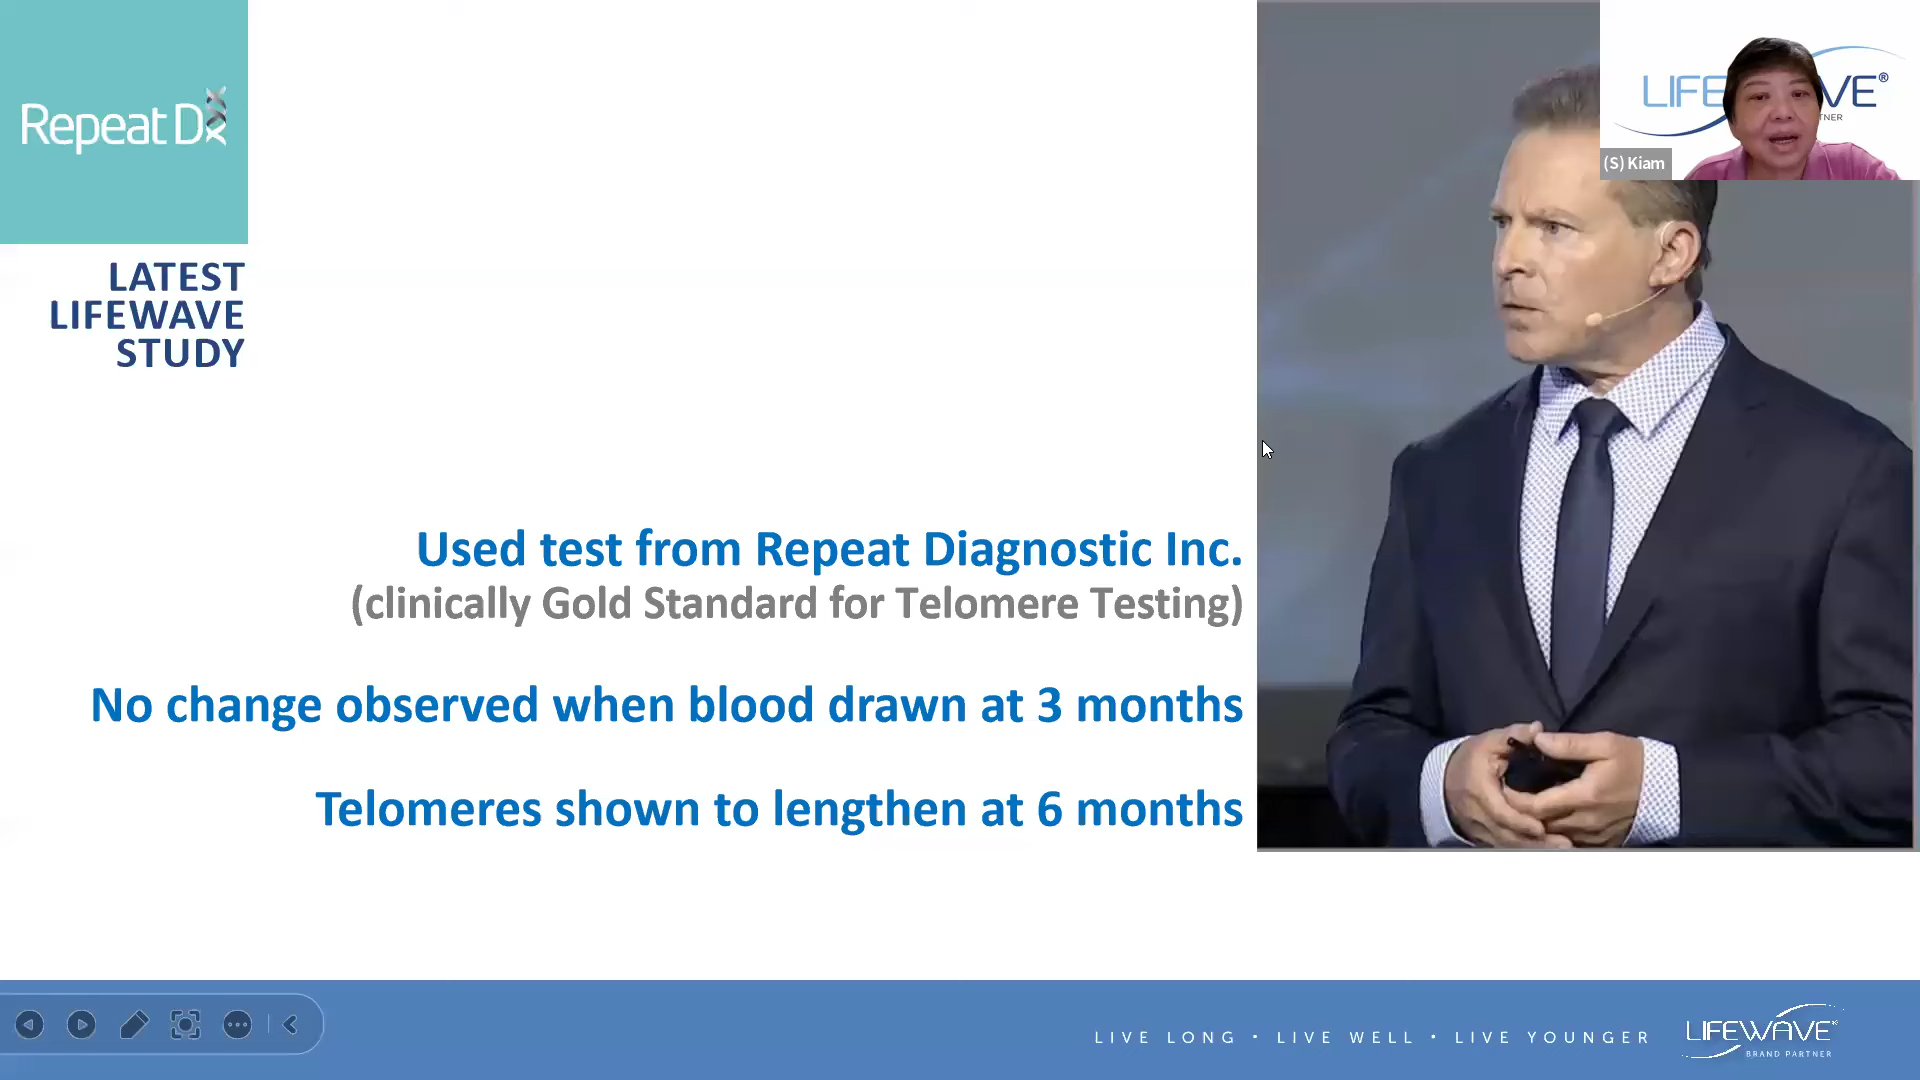 Repeat Dx
LATEST
LIFEWAVE
STUDY
Used test from Repeat Diagnostic Inc.
(clinically Gold Standard for Telomere Testing)
No change observed when blood drawn at 3 months
Telomeres shown to lengthen at 6 months
LIFE VE®
TNER
(S) Kiam
LIVE LONG • LIVE WELL • LIVE YOUNGER
LIFEWAVE
BRAND PARTNER